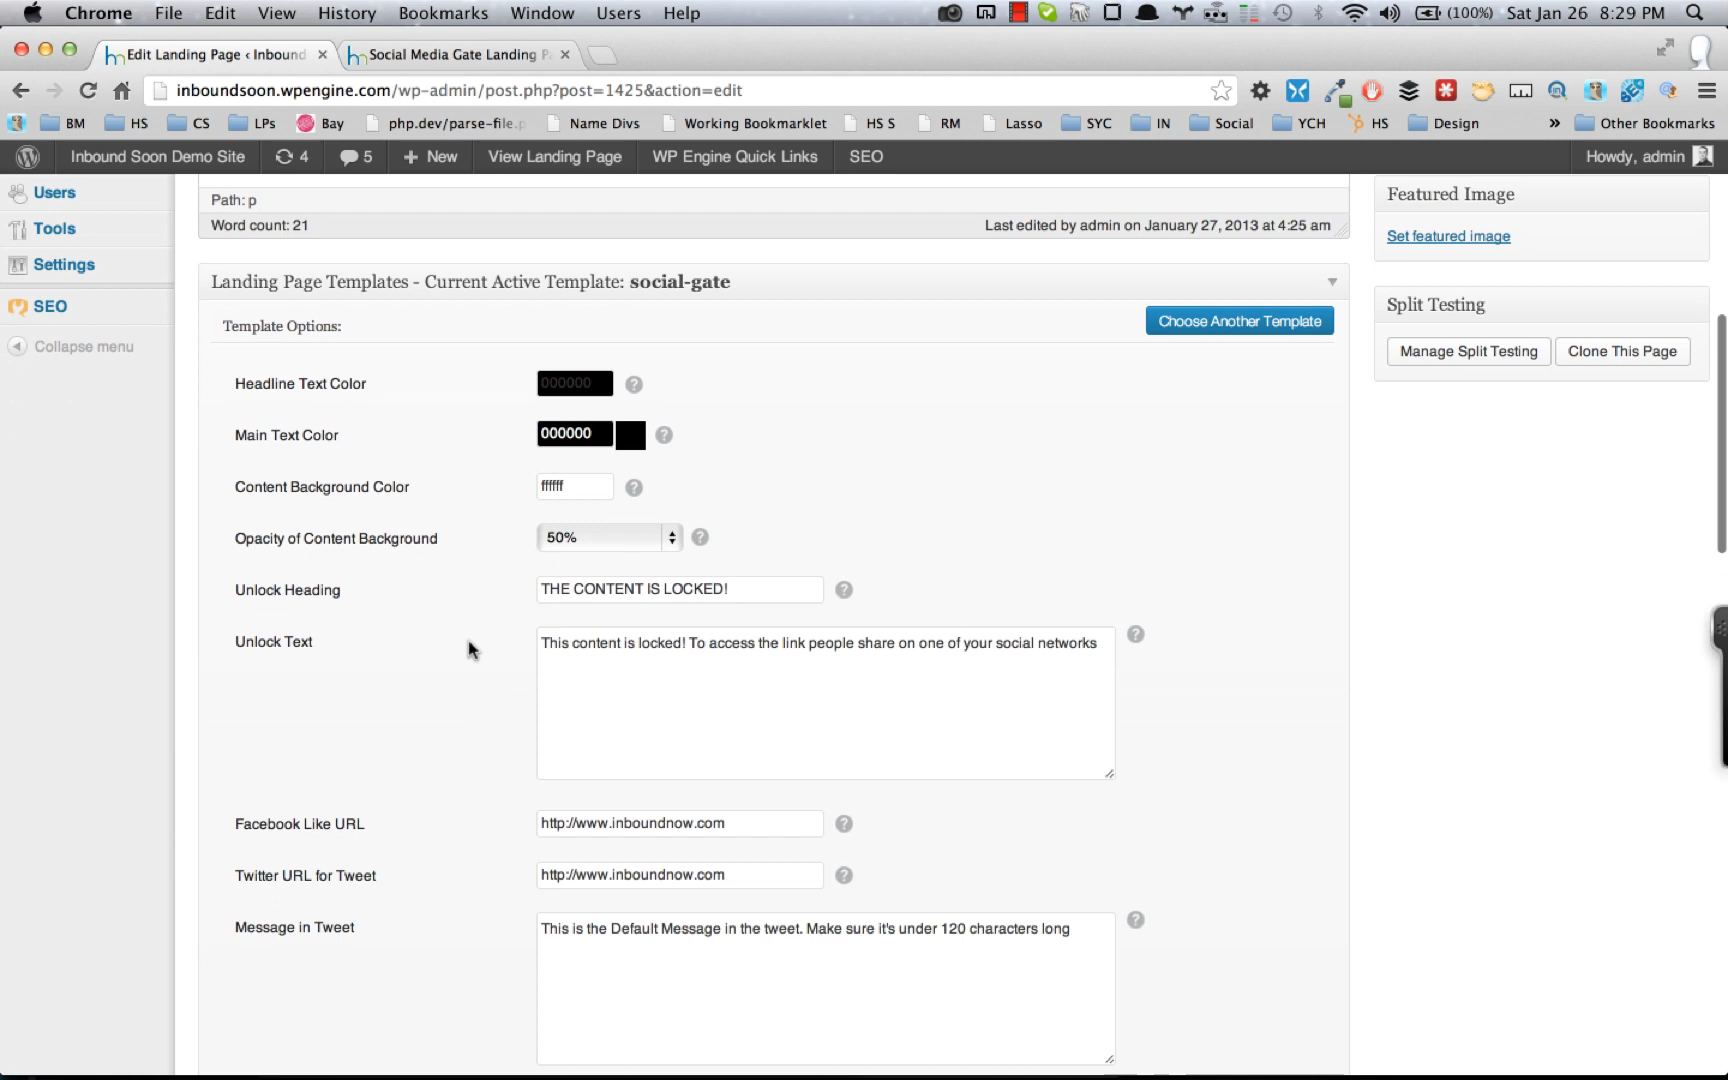 Chrome File Edit View History Bookmarks Window Users Help (100%) Sat Jan 26 8:29 PM
Edit Landing Page ‹ Inbound Social Media Gate Landing P
inboundsoon.wpengine.com/wp-admin/post.php?post=1425&action=edit
BM HS CS LPs Bay php.dev/parse-file.p Name Divs Working Bookmarklet HS S RM Lasso SYC IN Social YCH HS Design » Other Bookmarks
Inbound Soon Demo Site 4 5 + New View Landing Page WP Engine Quick Links SEO Howdy, admin
Users
Tools
Settings
SEO
Collapse menu
Path: p
Word count: 21 Last edited by admin on January 27, 2013 at 4:25 am
Landing Page Templates - Current Active Template: social-gate
Template Options: Choose Another Template
Headline Text Color 000000 ?
Main Text Color 000000 ?
Content Background Color ffffff ?
Opacity of Content Background 50% ?
Unlock Heading THE CONTENT IS LOCKED! ?
Unlock Text This content is locked! To access the link people share on one of your social networks ?
Facebook Like URL http://www.inboundnow.com ?
Twitter URL for Tweet http://www.inboundnow.com ?
Message in Tweet This is the Default Message in the tweet. Make sure it's under 120 characters long ?
Featured Image
Set featured image
Split Testing
Manage Split Testing Clone This Page